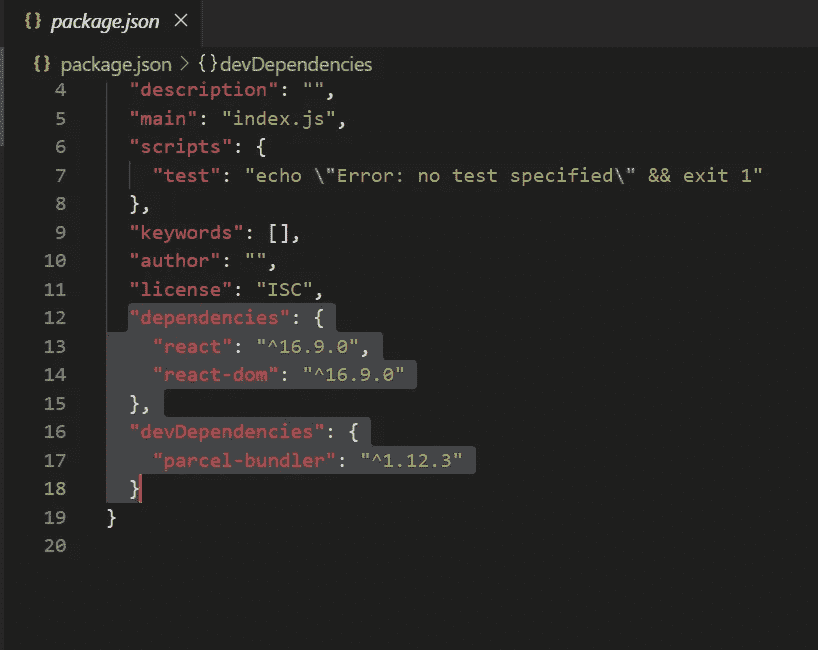 {} package.json ×
{} package.json > {} devDependencies
4 "description": "",
5 "main": "index.js",
6 "scripts": {
7 "test": "echo \"Error: no test specified\" && exit 1"
8 },
9 "keywords": [],
10 "author": "",
11 "license": "ISC",
12 "dependencies": {
13 "react": "^16.9.0",
14 "react-dom": "^16.9.0"
15 },
16 "devDependencies": {
17 "parcel-bundler": "^1.12.3"
18 }
19 }
20